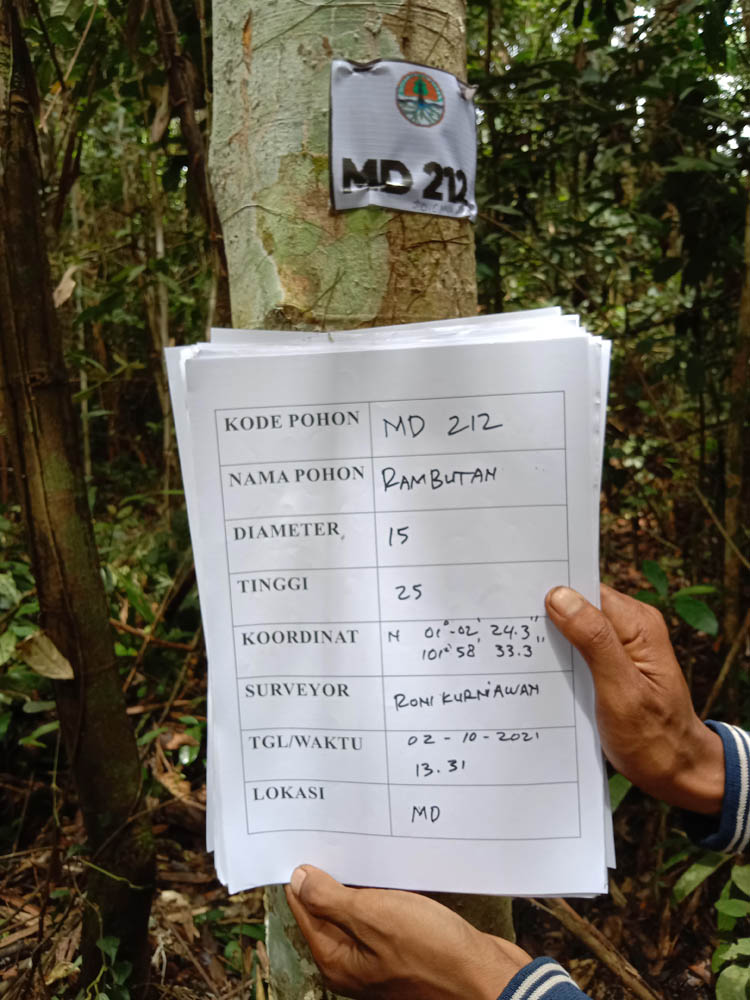 MD 212
KODE POHON MD 212
NAMA POHON RAMBUTAN
DIAMETER 15
TINGGI 25
KOORDINAT N 01°-02' 24.3"
101° 58' 33.3"
SURVEYOR RONI KURNIAWAN
TGL/WAKTU 02 - 10 - 2021
13.31
LOKASI MD